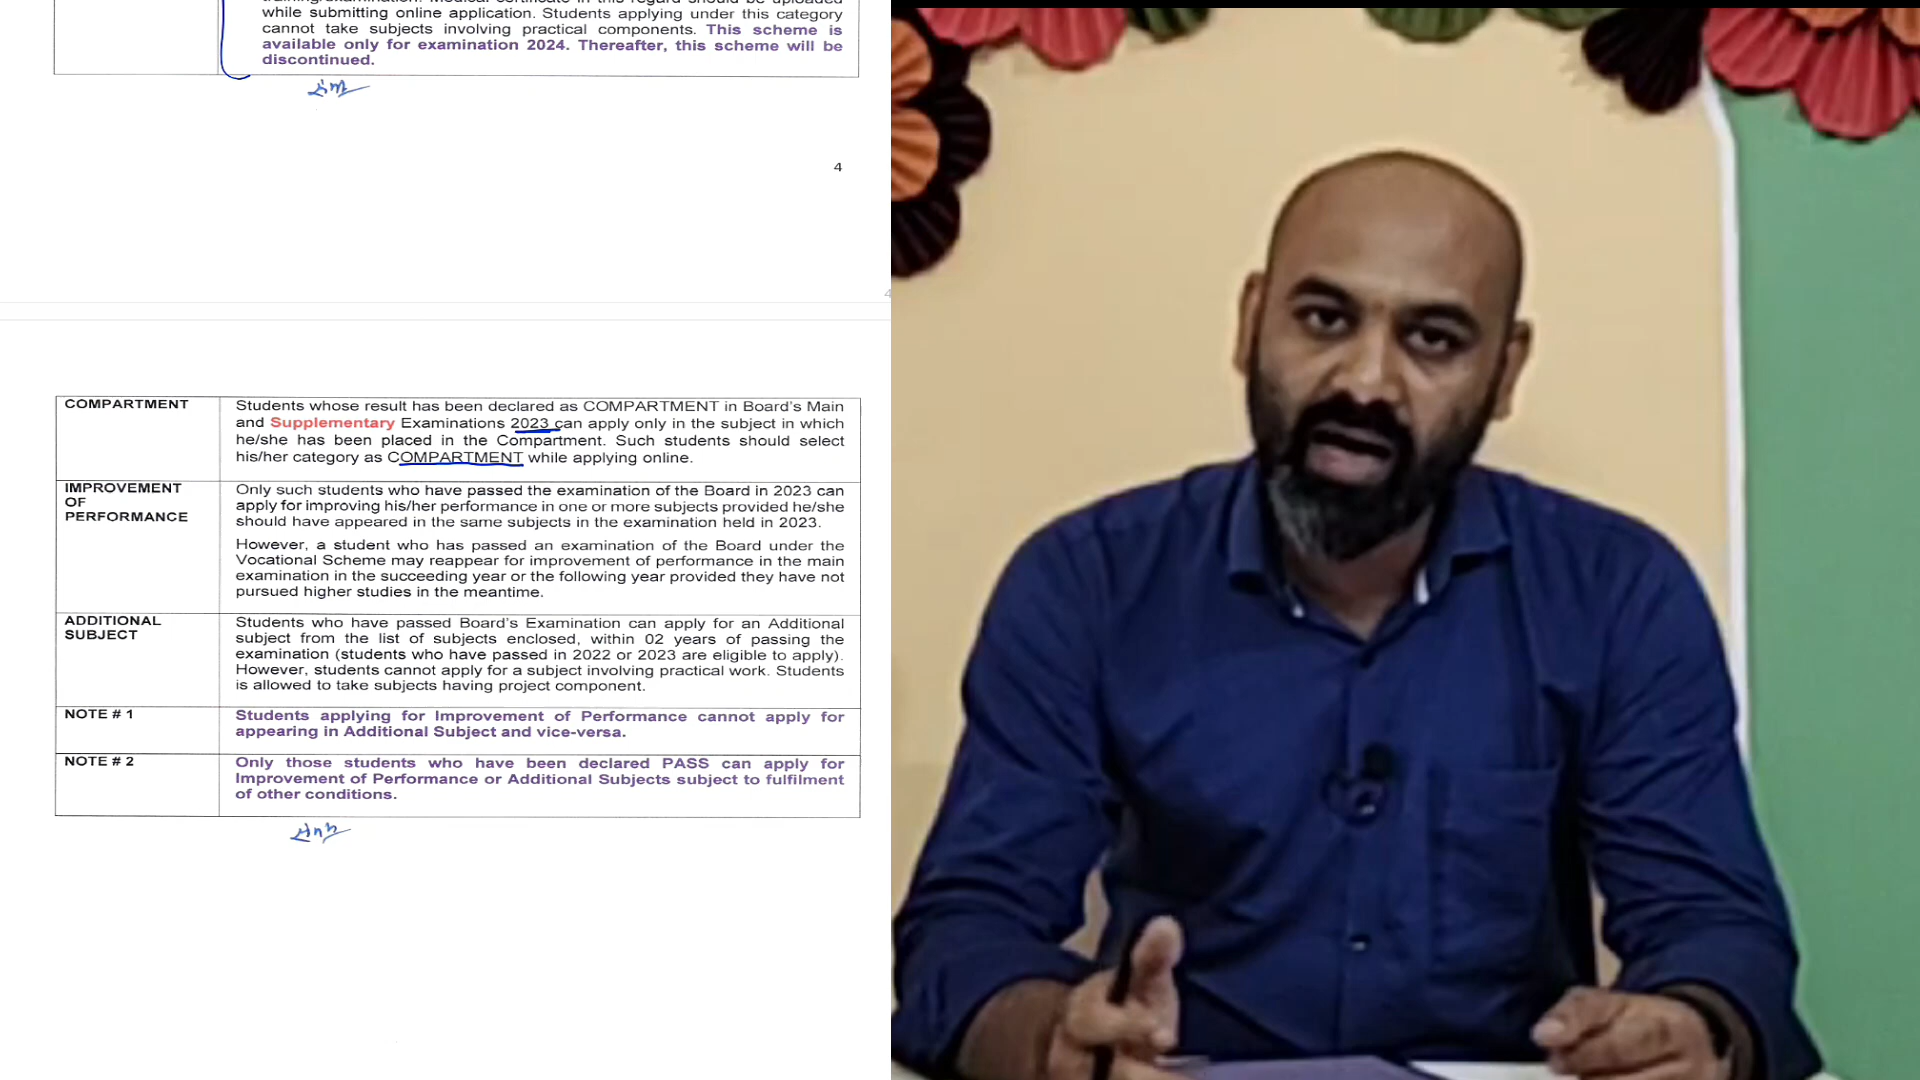 while submitting online application. Students applying under this category
cannot take subjects involving practical components. This scheme is
available only for examination 2024. Thereafter, this scheme will be
discontinued.
4
4
COMPARTMENT
Students whose result has been declared as COMPARTMENT in Board's Main
and Supplementary Examinations 2023 can apply only in the subject in which
he/she has been placed in the Compartment. Such students should select
his/her category as COMPARTMENT while applying online.
IMPROVEMENT
OF
PERFORMANCE
Only such students who have passed the examination of the Board in 2023 can
apply for improving his/her performance in one or more subjects provided he/she
should have appeared in the same subjects in the examination held in 2023.
However, a student who has passed an examination of the Board under the
Vocational Scheme may reappear for improvement of performance in the main
examination in the succeeding year or the following year provided they have not
pursued higher studies in the meantime.
ADDITIONAL
SUBJECT
Students who have passed Board's Examination can apply for an Additional
subject from the list of subjects enclosed, within 02 years of passing the
examination (students who have passed in 2022 or 2023 are eligible to apply).
However, students cannot apply for a subject involving practical work. Students
is allowed to take subjects having project component.
NOTE # 1
Students applying for Improvement of Performance cannot apply for
appearing in Additional Subject and vice-versa.
NOTE # 2
Only those students who have been declared PASS can apply for
Improvement of Performance or Additional Subjects subject to fulfilment
of other conditions.